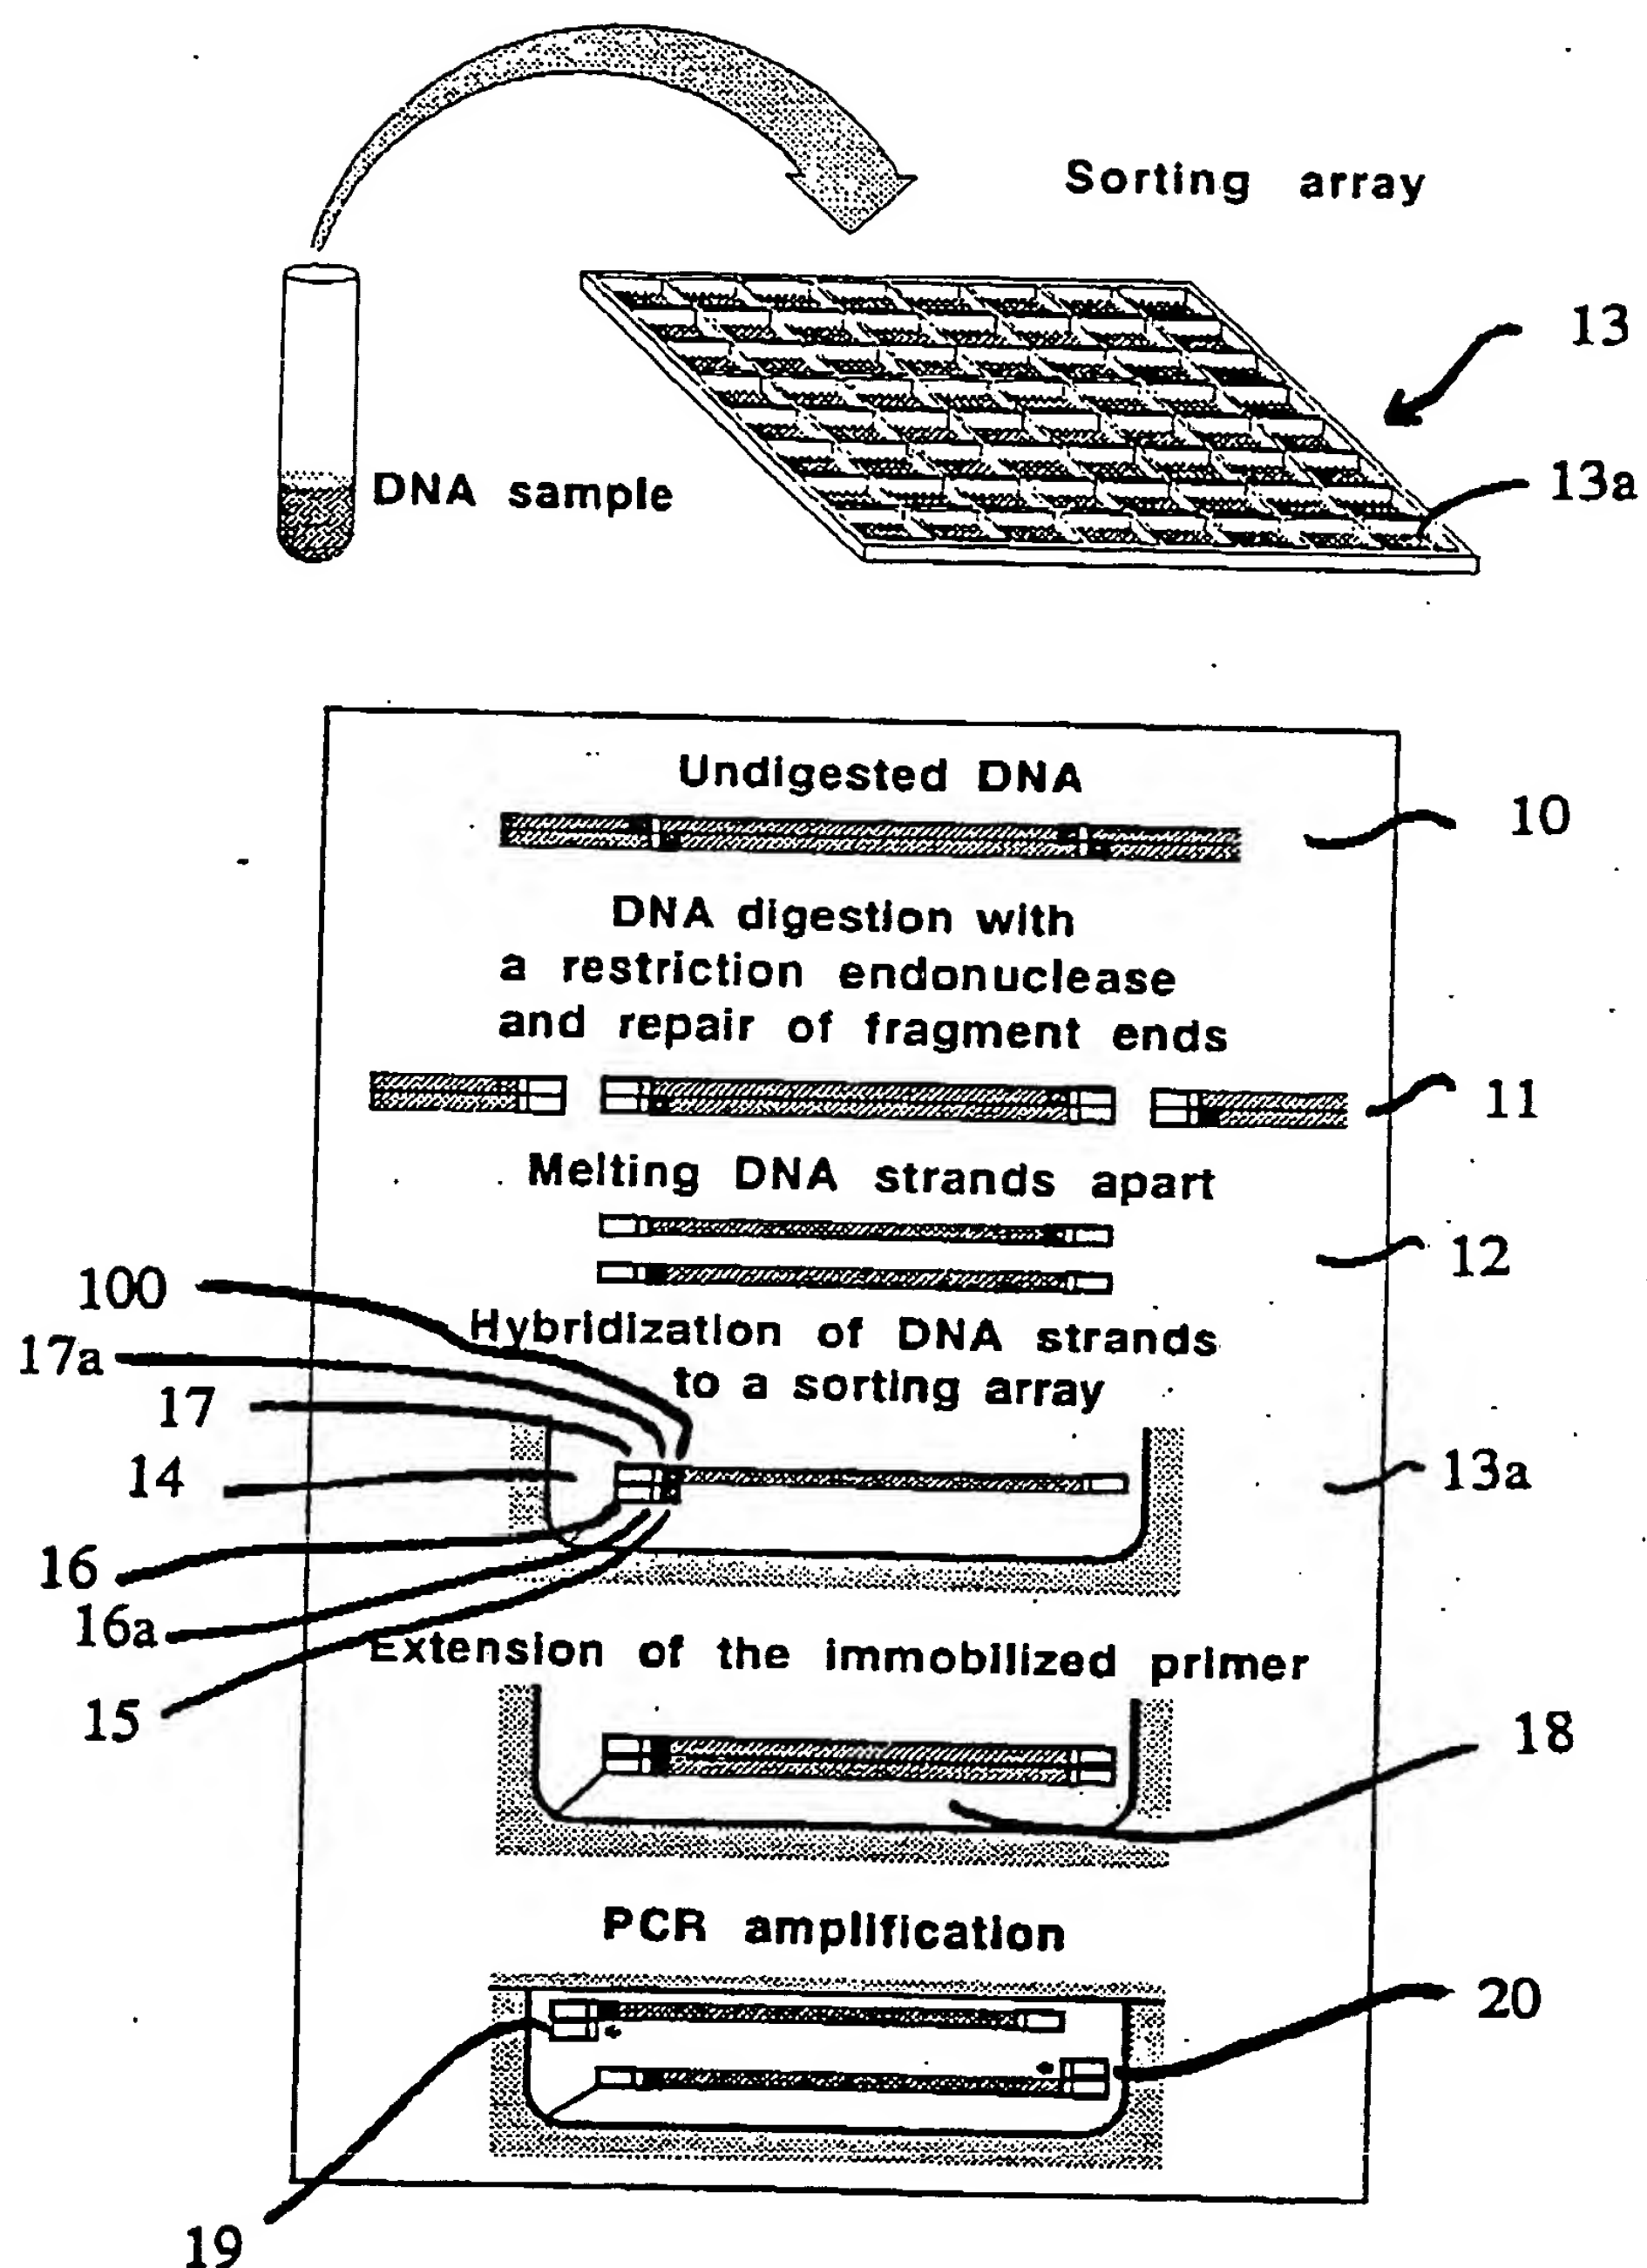 Sorting array
13
13a
DNA sample
Undigested DNA
10
DNA digestion with
a restriction endonuclease
and repair of fragment ends
11
Melting DNA strands apart
12
100
Hybridization of DNA strands
17a
to a sorting array
17
14
13a
16
16a
Extension of the immobilized primer
15
18
PCR amplification
20
19